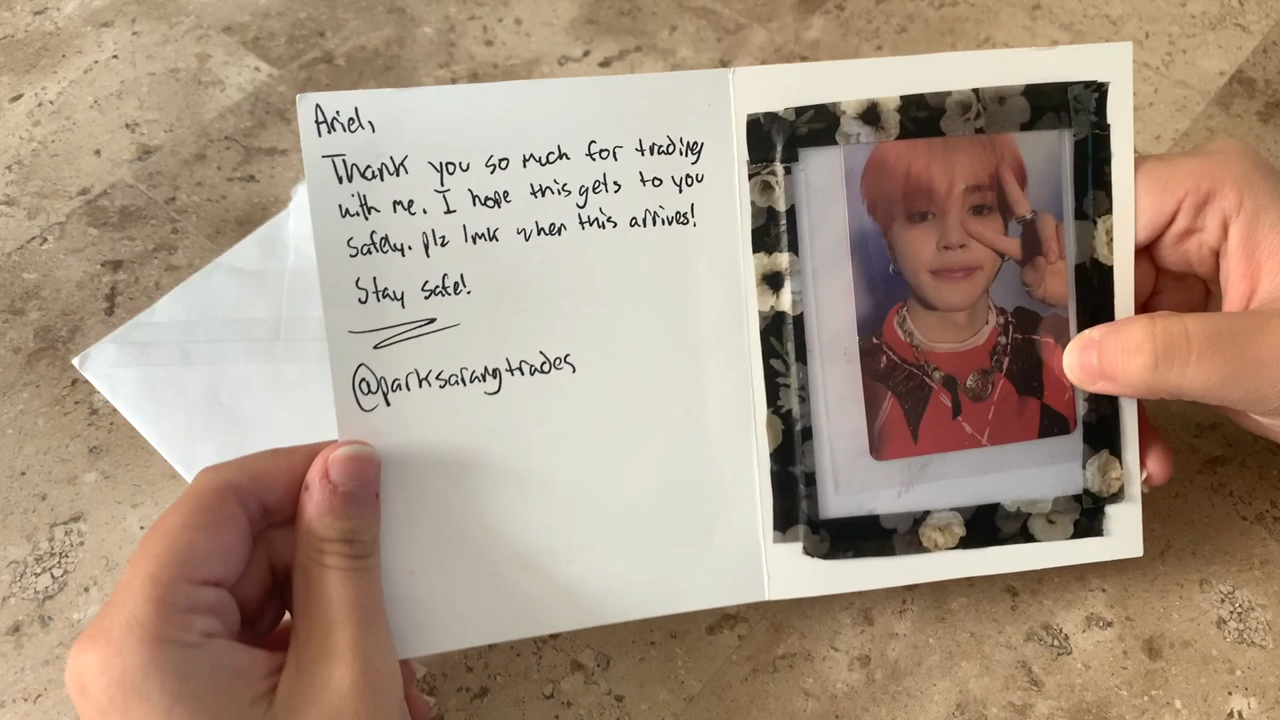 Ariel,
Thank you so much for trading
with me. I hope this gets to you
safely. plz lmk when this arrives!
Stay safe!
@parksarangtrades